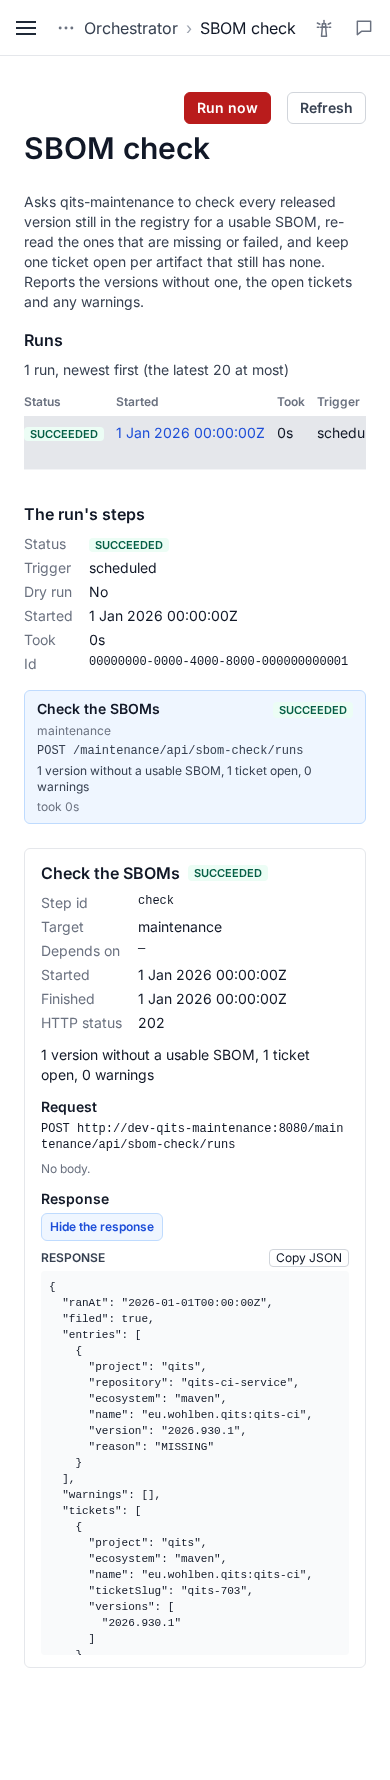 Orchestrator › SBOM check
Run now
Refresh
SBOM check
Asks qits-maintenance to check every released
version still in the registry for a usable SBOM, re-
read the ones that are missing or failed, and keep
one ticket open per artifact that still has none.
Reports the versions without one, the open tickets
and any warnings.
Runs
1 run, newest first (the latest 20 at most)
Status Started Took Trigger
SUCCEEDED 1 Jan 2026 00:00:00Z 0s schedu
The run's steps
Status SUCCEEDED
Trigger scheduled
Dry run No
Started 1 Jan 2026 00:00:00Z
Took 0s
Id 00000000-0000-4000-8000-000000000001
Check the SBOMs SUCCEEDED
maintenance
POST /maintenance/api/sbom-check/runs
1 version without a usable SBOM, 1 ticket open, 0
warnings
took 0s
Check the SBOMs SUCCEEDED
Step id check
Target maintenance
Depends on —
Started 1 Jan 2026 00:00:00Z
Finished 1 Jan 2026 00:00:00Z
HTTP status 202
1 version without a usable SBOM, 1 ticket
open, 0 warnings
Request
POST http://dev-qits-maintenance:8080/main
tenance/api/sbom-check/runs
No body.
Response
Hide the response
RESPONSE Copy JSON
{
  "ranAt": "2026-01-01T00:00:00Z",
  "filed": true,
  "entries": [
    {
      "project": "qits",
      "repository": "qits-ci-service",
      "ecosystem": "maven",
      "name": "eu.wohlben.qits:qits-ci",
      "version": "2026.930.1",
      "reason": "MISSING"
    }
  ],
  "warnings": [],
  "tickets": [
    {
      "project": "qits",
      "ecosystem": "maven",
      "name": "eu.wohlben.qits:qits-ci",
      "ticketSlug": "qits-703",
      "versions": [
        "2026.930.1"
      ]
    }